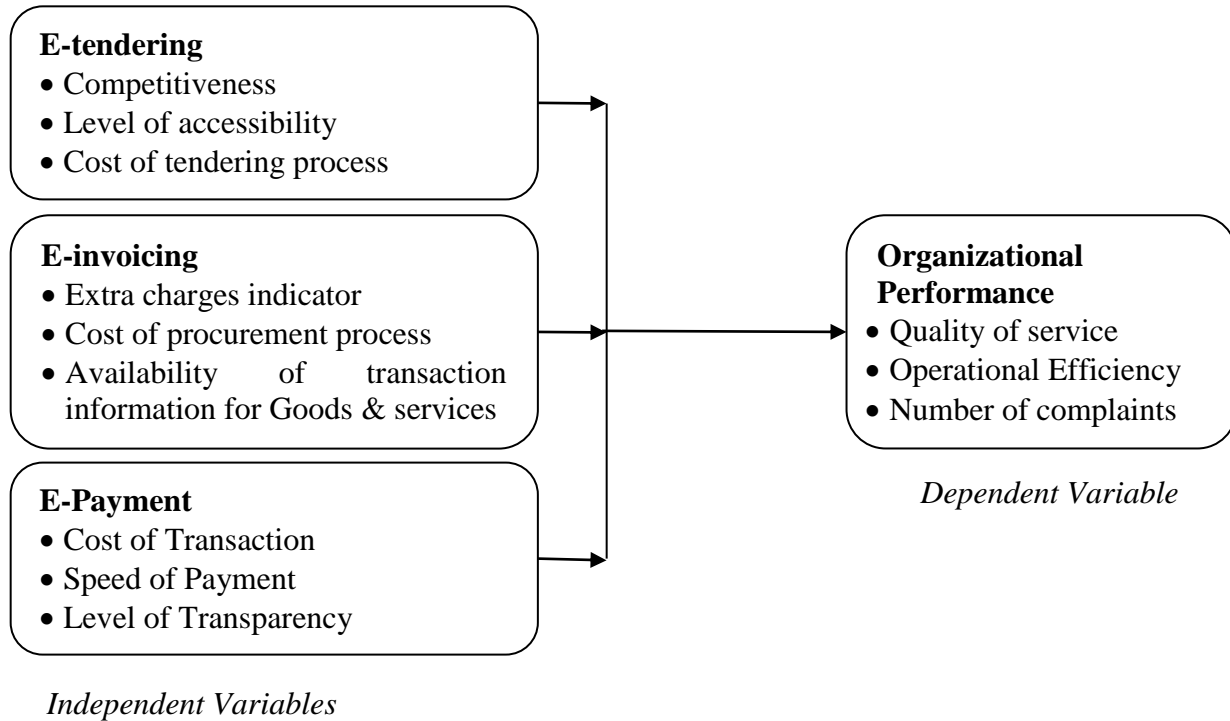 E-tendering
• Competitiveness
• Level of accessibility
• Cost of tendering process
E-invoicing
• Extra charges indicator
• Cost of procurement process
• Availability of transaction
information for Goods & services
E-Payment
• Cost of Transaction
• Speed of Payment
• Level of Transparency
Independent Variables
Organizational
Performance
• Quality of service
• Operational Efficiency
• Number of complaints
Dependent Variable